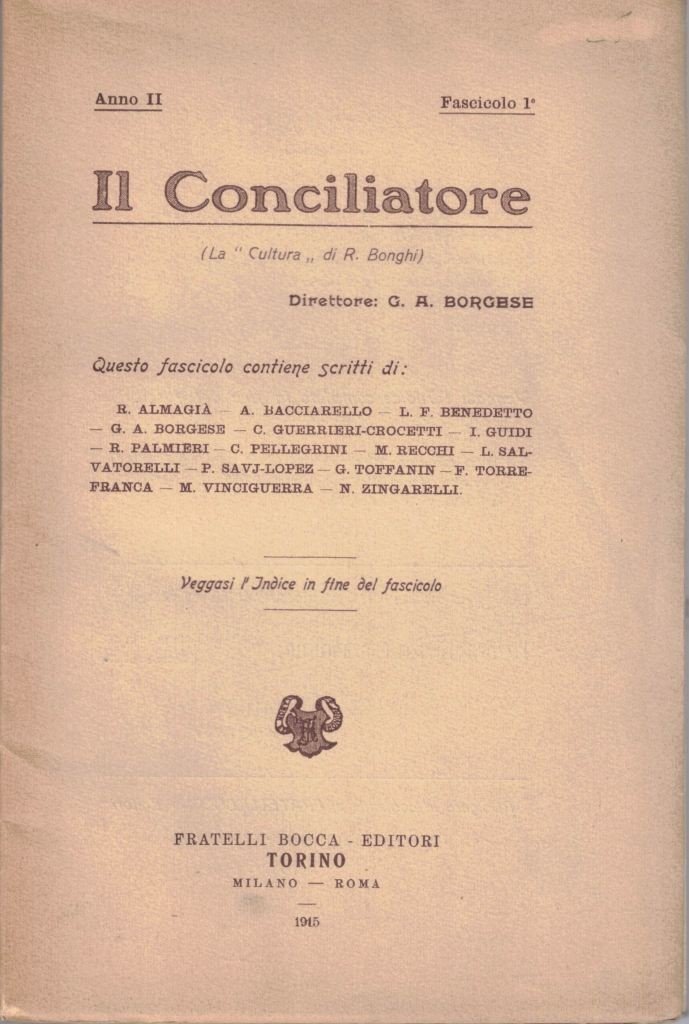 Anno II
Fascicolo 1°
Il Conciliatore
(La “ Cultura „ di R. Bonghi)
Direttore: G. A. BORGESE
Questo fascicolo contiene scritti di:
R. ALMAGIÀ — A. BACCIARELLO — L. F. BENEDETTO
— G. A. BORGESE — C. GUERRIERI-CROCETTI — I. GUIDI
— R. PALMIERI — C. PELLEGRINI — M. RECCHI — L. SAL-
VATORELLI — P. SAVJ-LOPEZ — G. TOFFANIN — F. TORRE-
FRANCA — M. VINCIGUERRA — N. ZINGARELLI.
Veggasi l'Indice in fine del fascicolo
FRATELLI BOCCA - EDITORI
TORINO
MILANO — ROMA
1915